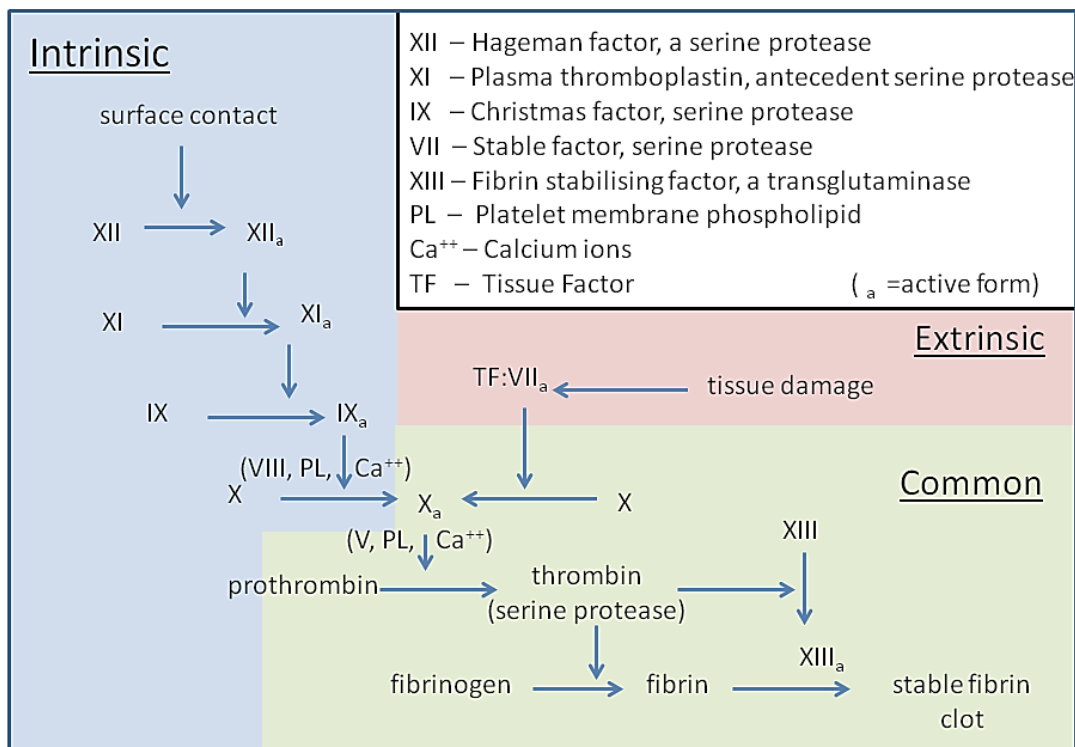 Intrinsic
surface contact
XII
XIIₐ
XI
XIₐ
IX
IXₐ
(VIII, PL, Ca⁺⁺)
X
XII – Hageman factor, a serine protease
XI – Plasma thromboplastin, antecedent serine protease
IX – Christmas factor, serine protease
VII – Stable factor, serine protease
XIII – Fibrin stabilising factor, a transglutaminase
PL – Platelet membrane phospholipid
Ca⁺⁺ – Calcium ions
TF – Tissue Factor ( ₐ =active form)
Extrinsic
TF:VIIₐ
tissue damage
Common
Xₐ
X
(V, PL, Ca⁺⁺)
XIII
prothrombin
thrombin
(serine protease)
XIIIₐ
fibrinogen
fibrin
stable fibrin
clot